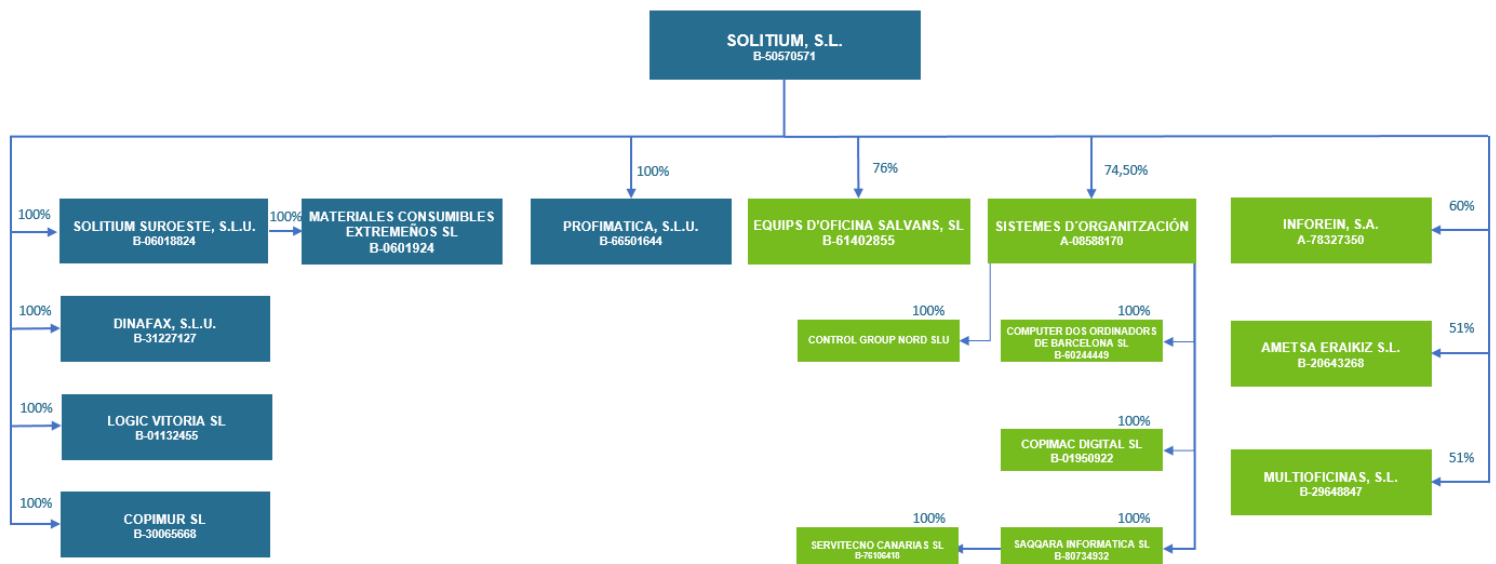 SOLITIUM, S.L.
B-50570571
100%
76%
74,50%
100%
SOLITIUM SUROESTE, S.L.U.
B-06018824
100%
MATERIALES CONSUMIBLES
EXTREMEÑOS SL
B-0601924
PROFIMATICA, S.L.U.
B-66501644
EQUIPS D'OFICINA SALVANS, SL
B-61402855
SISTEMES D'ORGANITZACIÓN
A-08588170
INFOREIN, S.A.
A-78327350
60%
100%
DINAFAX, S.L.U.
B-31227127
100%
CONTROL GROUP NORD SLU
100%
COMPUTER DOS ORDINADORS
DE BARCELONA SL
B-60244449
AMETSA ERAIKIZ S.L.
B-20643268
51%
100%
LOGIC VITORIA SL
B-01132455
100%
COPIMAC DIGITAL SL
B-01950922
MULTIOFICINAS, S.L.
B-29648847
51%
100%
COPIMUR SL
B-30065668
100%
SERVITECNO CANARIAS SL
B-76106418
100%
SAQQARA INFORMATICA SL
B-80734932